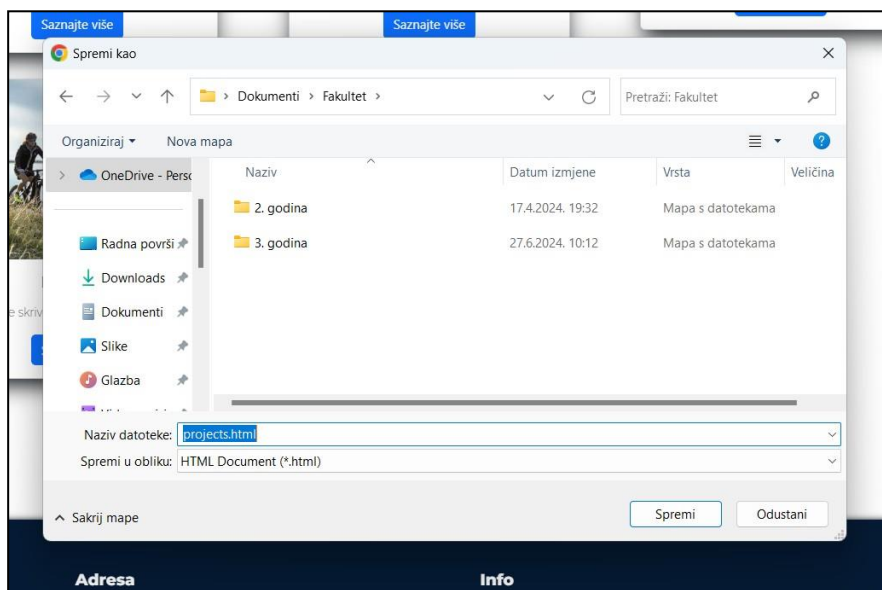 Saznajte više Saznajte više
Spremi kao
Dokumenti > Fakultet >
Pretraži: Fakultet
Organiziraj Nova mapa
OneDrive - Perso
Naziv Datum izmjene Vrsta Veličina
2. godina 17.4.2024. 19:32 Mapa s datotekama
3. godina 27.6.2024. 10:12 Mapa s datotekama
Radna površi
Downloads
Dokumenti
Slike
Glazba
e skriv
Naziv datoteke: projects.html
Spremi u obliku: HTML Document (*.html)
Sakrij mape
Spremi Odustani
Adresa Info